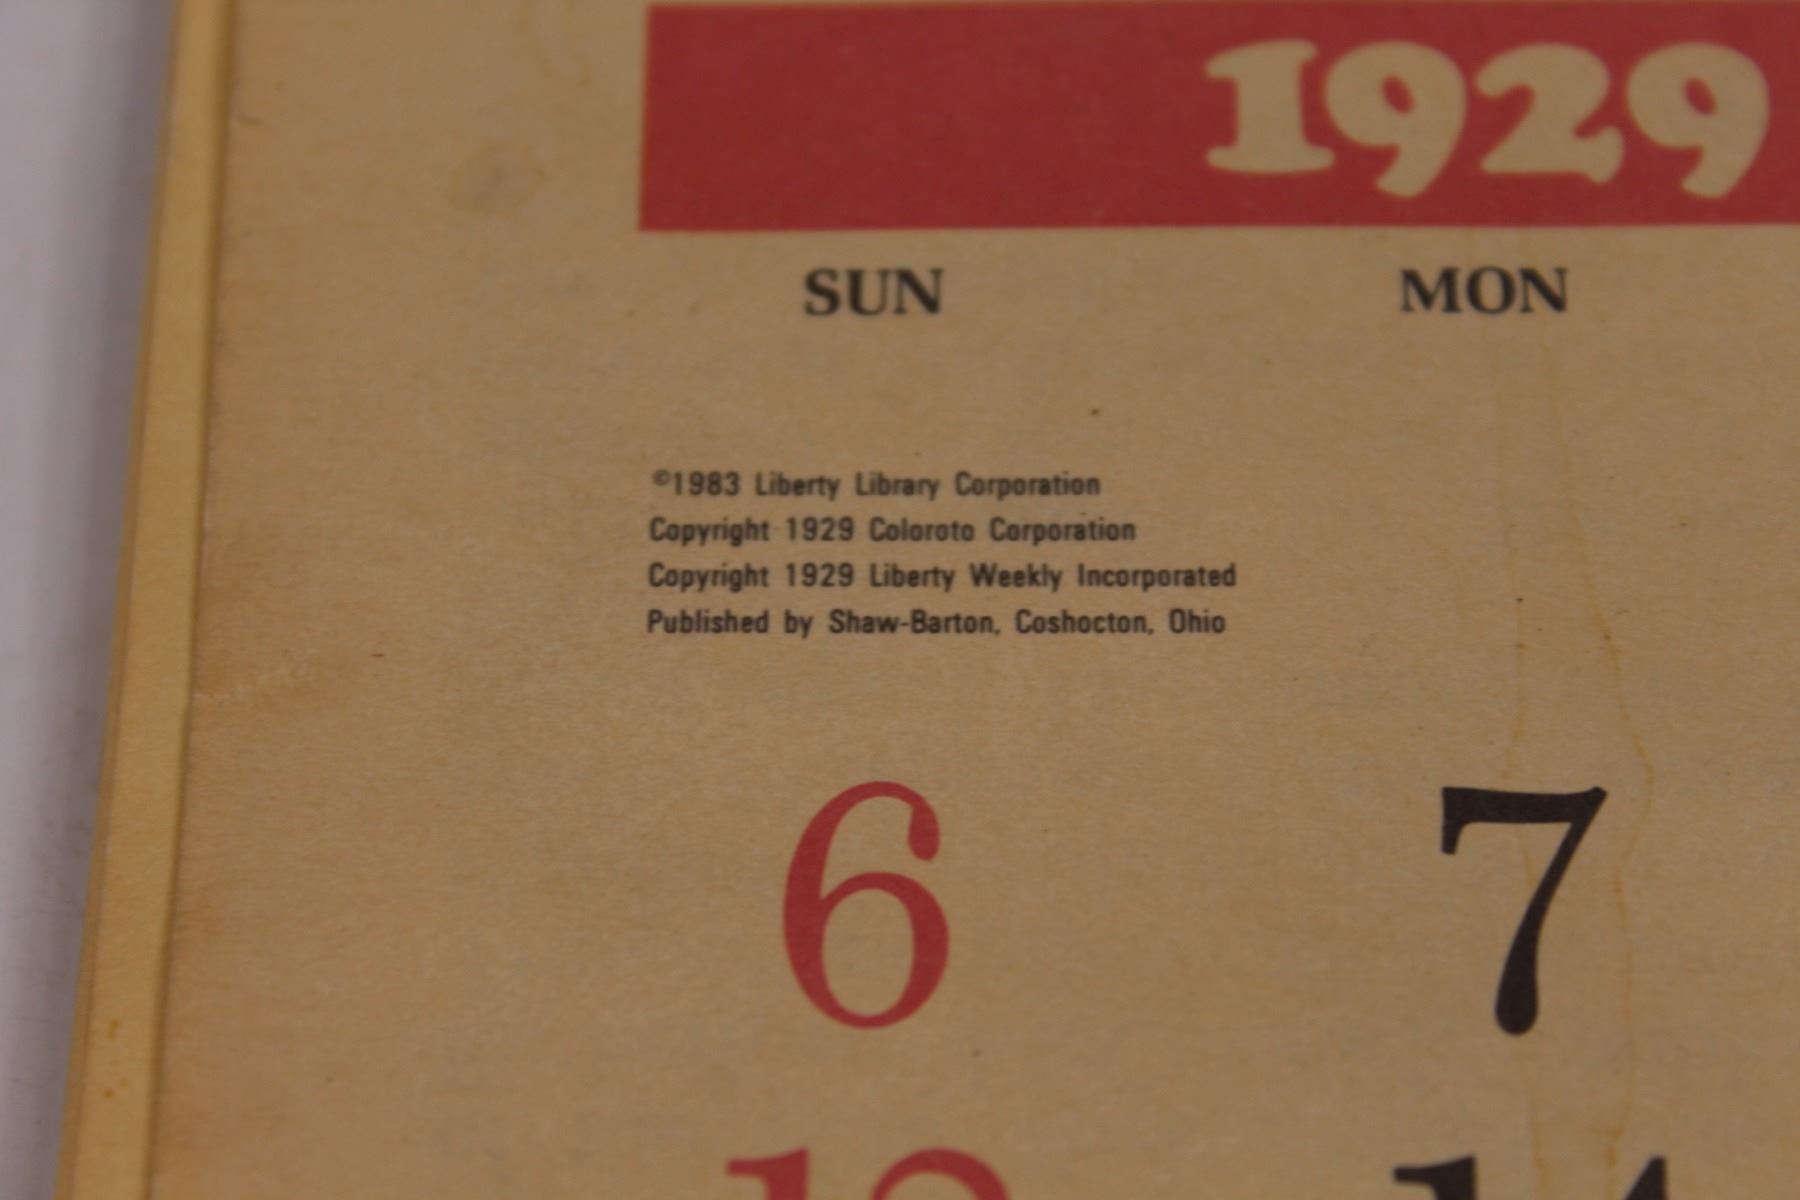 1929
SUN MON
©1983 Liberty Library Corporation
Copyright 1929 Coloroto Corporation
Copyright 1929 Liberty Weekly Incorporated
Published by Shaw-Barton, Coshocton, Ohio
6 7